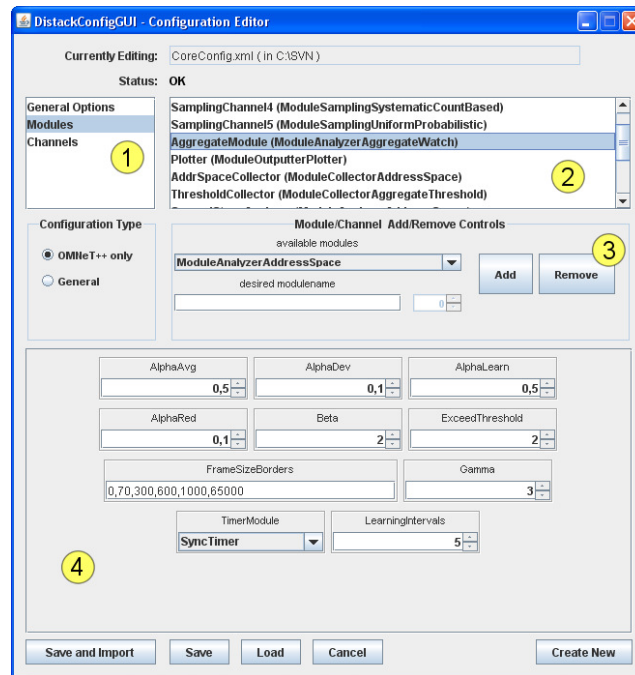 DistackConfigGUI - Configuration Editor
Currently Editing: CoreConfig.xml ( in C:\SVN )
Status: OK
General Options
Modules
Channels
1
SamplingChannel4 (ModuleSamplingSystematicCountBased)
SamplingChannel5 (ModuleSamplingUniformProbabilistic)
AggregateModule (ModuleAnalyzerAggregateWatch)
Plotter (ModuleOutputterPlotter)
AddrSpaceCollector (ModuleCollectorAddressSpace)
ThresholdCollector (ModuleCollectorAggregateThreshold)
2
Configuration Type
OMNeT++ only
General
Module/Channel Add/Remove Controls
available modules
ModuleAnalyzerAddressSpace
desired modulename
0
Add
Remove
3
AlphaAvg
0,5
AlphaDev
0,1
AlphaLearn
0,5
AlphaRed
0,1
Beta
2
ExceedThreshold
2
FrameSizeBorders
0,70,300,600,1000,65000
Gamma
3
TimerModule
SyncTimer
LearningIntervals
5
4
Save and Import
Save
Load
Cancel
Create New